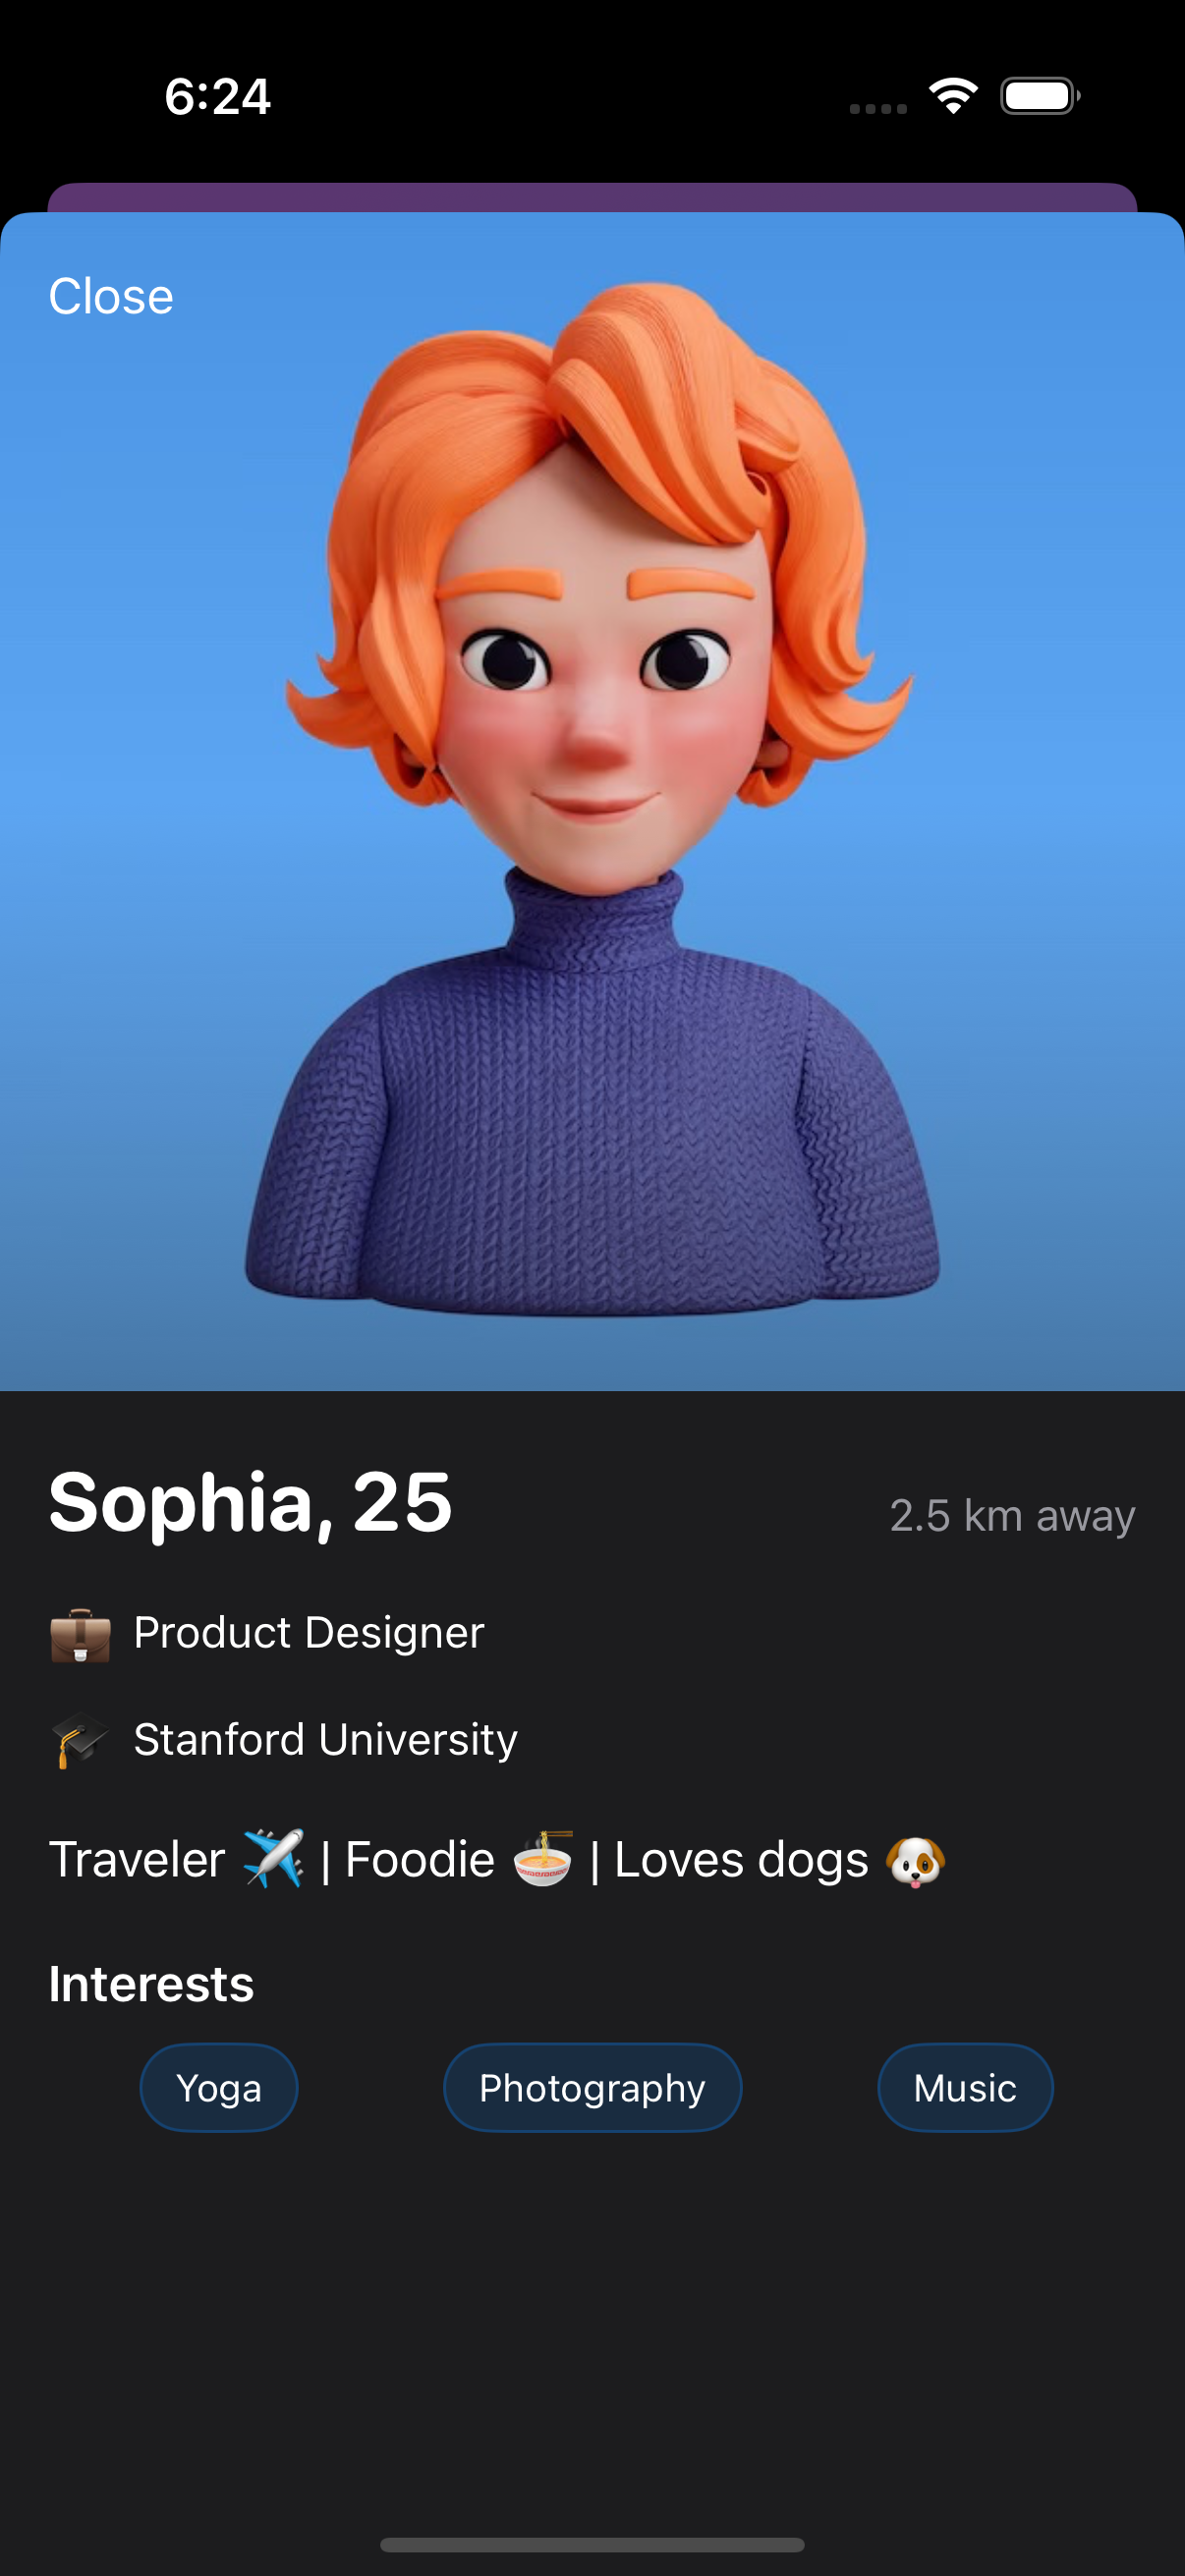 6:24
Close
Sophia, 25
2.5 km away
💼 Product Designer
🎓 Stanford University
Traveler ✈️ | Foodie 🍜 | Loves dogs 🐶
Interests
Yoga
Photography
Music